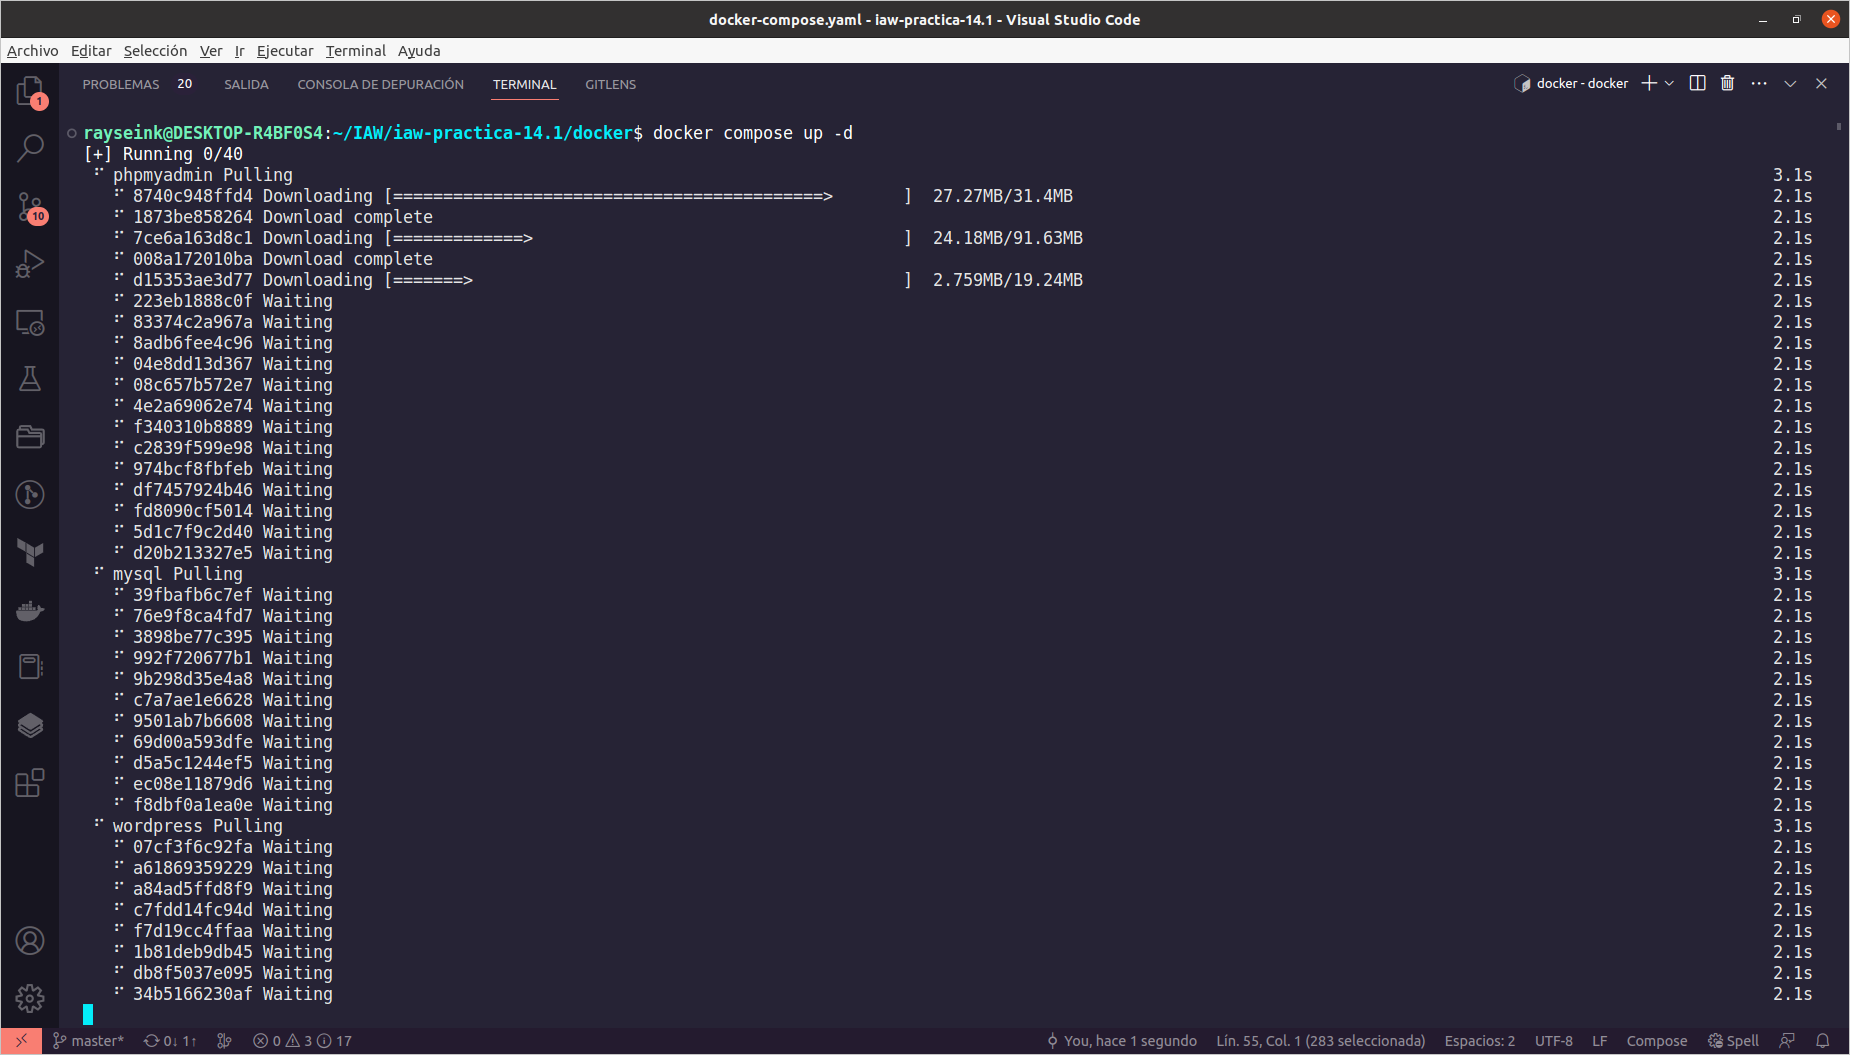 docker-compose.yaml - iaw-practica-14.1 - Visual Studio Code
Archivo Editar Selección Ver Ir Ejecutar Terminal Ayuda
PROBLEMAS 20 SALIDA CONSOLA DE DEPURACIÓN TERMINAL GITLENS docker - docker
1
10
rayseink@DESKTOP-R4BF0S4:~/IAW/iaw-practica-14.1/docker$ docker compose up -d
[+] Running 0/40
phpmyadmin Pulling 3.1s
8740c948ffd4 Downloading [===========================================> ] 27.27MB/31.4MB 2.1s
1873be858264 Download complete 2.1s
7ce6a163d8c1 Downloading [=============> ] 24.18MB/91.63MB 2.1s
008a172010ba Download complete 2.1s
d15353ae3d77 Downloading [=======> ] 2.759MB/19.24MB 2.1s
223eb1888c0f Waiting 2.1s
83374c2a967a Waiting 2.1s
8adb6fee4c96 Waiting 2.1s
04e8dd13d367 Waiting 2.1s
08c657b572e7 Waiting 2.1s
4e2a69062e74 Waiting 2.1s
f340310b8889 Waiting 2.1s
c2839f599e98 Waiting 2.1s
974bcf8fbfeb Waiting 2.1s
df7457924b46 Waiting 2.1s
fd8090cf5014 Waiting 2.1s
5d1c7f9c2d40 Waiting 2.1s
d20b213327e5 Waiting 2.1s
mysql Pulling 3.1s
39fbafb6c7ef Waiting 2.1s
76e9f8ca4fd7 Waiting 2.1s
3898be77c395 Waiting 2.1s
992f720677b1 Waiting 2.1s
9b298d35e4a8 Waiting 2.1s
c7a7ae1e6628 Waiting 2.1s
9501ab7b6608 Waiting 2.1s
69d00a593dfe Waiting 2.1s
d5a5c1244ef5 Waiting 2.1s
ec08e11879d6 Waiting 2.1s
f8dbf0a1ea0e Waiting 2.1s
wordpress Pulling 3.1s
07cf3f6c92fa Waiting 2.1s
a61869359229 Waiting 2.1s
a84ad5ffd8f9 Waiting 2.1s
c7fdd14fc94d Waiting 2.1s
f7d19cc4ffaa Waiting 2.1s
1b81deb9db45 Waiting 2.1s
db8f5037e095 Waiting 2.1s
34b5166230af Waiting 2.1s
master* 0↓ 1↑ 0 3 17 You, hace 1 segundo Lín. 55, Col. 1 (283 seleccionada) Espacios: 2 UTF-8 LF Compose Spell